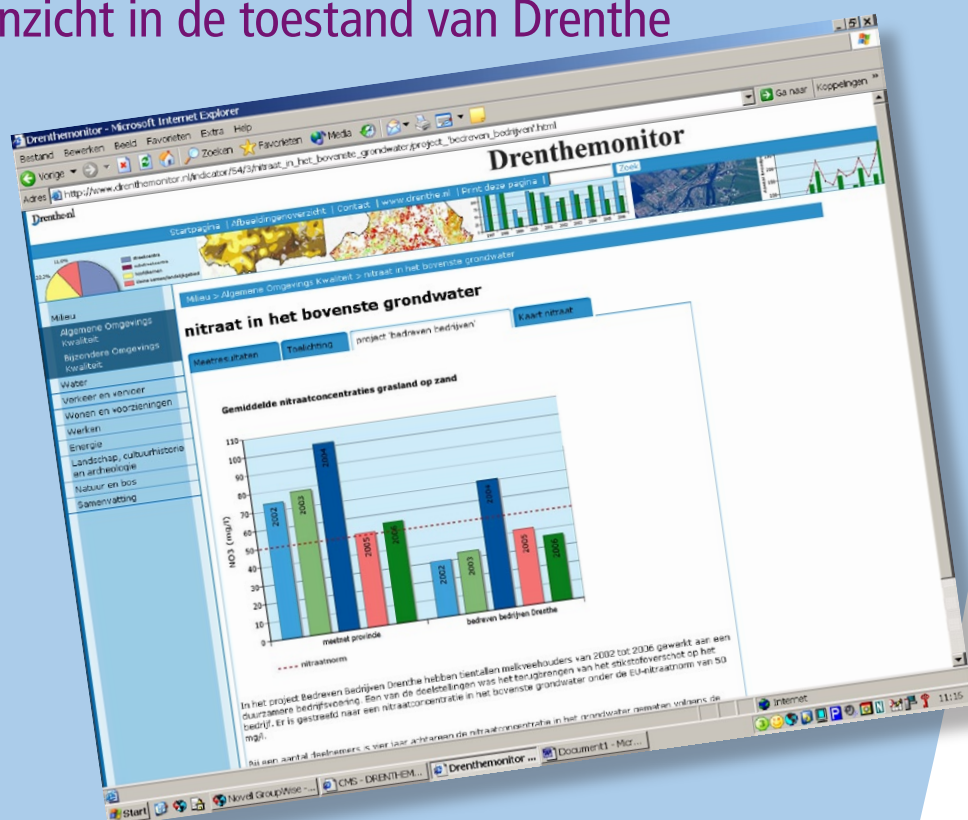 nzicht in de toestand van Drenthe
Drenthemonitor - Microsoft Internet Explorer
Bestand Bewerken Beeld Favorieten Extra Help
Vorige Zoeken Favorieten Media
Adres http://www.drenthemonitor.nl/indicator/54/3/nitraat_in_het_bovenste_grondwater/project_'bedreven_bedrijven'.html
Ga naar Koppelingen »
Drenthe.nl
Drenthemonitor
Startpagina | Afbeeldingenoverzicht | Contact | www.drenthe.nl | Print deze pagina |
Zoek
Milieu > Algemene Omgevings Kwaliteit > nitraat in het bovenste grondwater
Milieu
Algemene Omgevings
Kwaliteit
Bijzondere Omgevings
Kwaliteit
Water
Verkeer en vervoer
Wonen en voorzieningen
Werken
Energie
Landschap, cultuurhistorie
en archeologie
Natuur en bos
Samenvatting
nitraat in het bovenste grondwater
Meetresultaten
Toelichting
project 'bedreven bedrijven'
Kaart nitraat
Gemiddelde nitraatconcentraties grasland op zand
NO3 (mg/l)
110
100
90
80
70
60
50
40
30
20
10
0
2002
2003
2004
2005
2006
2002
2003
2004
2005
2006
meetnet provincie
bedreven bedrijven Drenthe
nitraatnorm
In het project Bedreven Bedrijven Drenthe hebben tientallen melkveehouders van 2002 tot 2006 gewerkt aan een
duurzamere bedrijfsvoering. Een van de doelstellingen was het terugbrengen van het stikstofoverschot op het
bedrijf. Er is gestreefd naar een nitraatconcentratie in het bovenste grondwater onder de EU-nitraatnorm van 50
mg/l.
Bij een aantal deelnemers is vier jaar achtereen de nitraatconcentratie in het grondwater gemeten volgens de
Internet
Start
Novell GroupWise -...
CMS - DRENTHEM...
Drenthemonitor ...
Document1 - Micr...
11:15